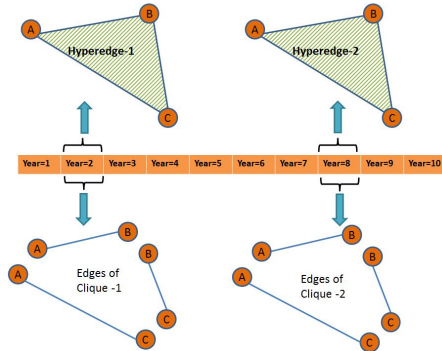 B
B
A
A
Hyperedge-1
Hyperedge-2
C
C
Year=1 Year=2 Year=3 Year=4 Year=5 Year=6 Year=7 Year=8 Year=9 Year=10
B
B
A
A
B
B
A
A
Edges of
Clique -1
Edges of
Clique -2
C
C
C
C